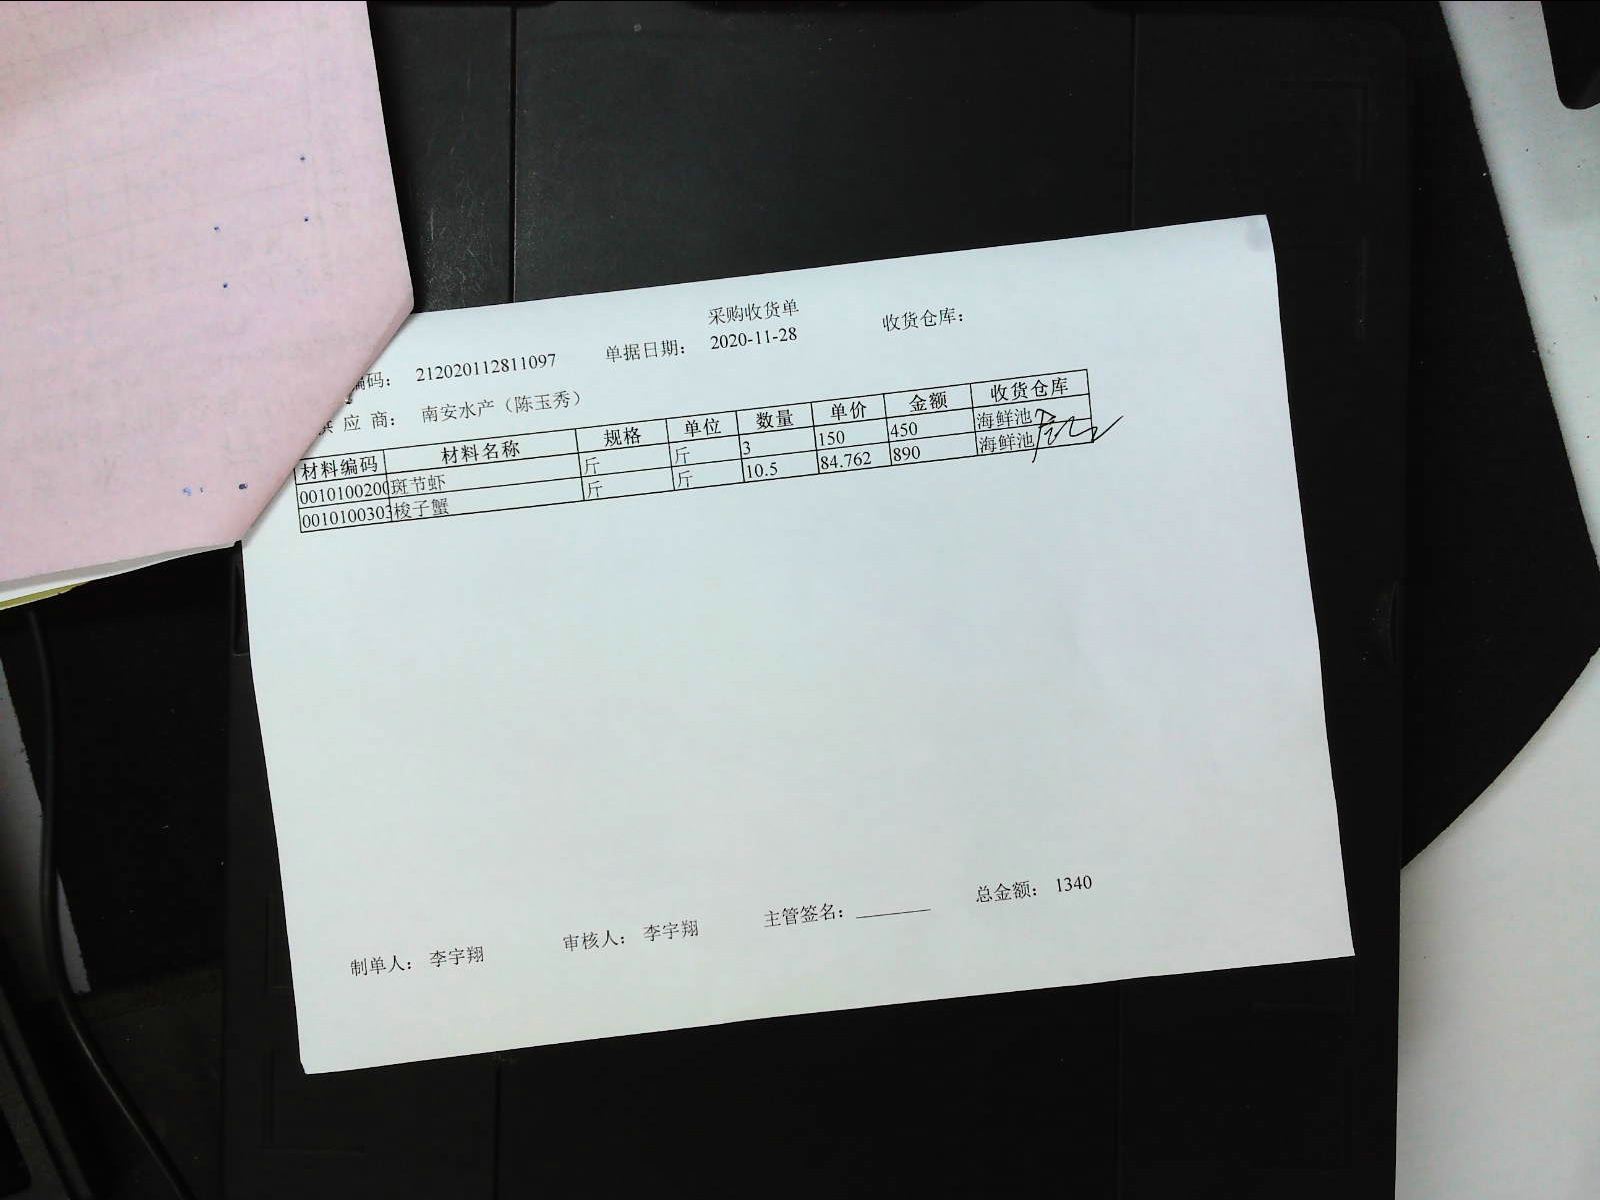 采购收货单
编码： 212020112811097 单据日期： 2020-11-28 收货仓库：
供 应 商： 南安水产（陈玉秀）
材料编码 材料名称 规格 单位 数量 单价 金额 收货仓库
0010100200 斑节虾 斤 斤 3 150 450 海鲜池
0010100303 梭子蟹 斤 斤 10.5 84.762 890 海鲜池
制单人： 李宇翔 审核人： 李宇翔 主管签名： 总金额： 1340